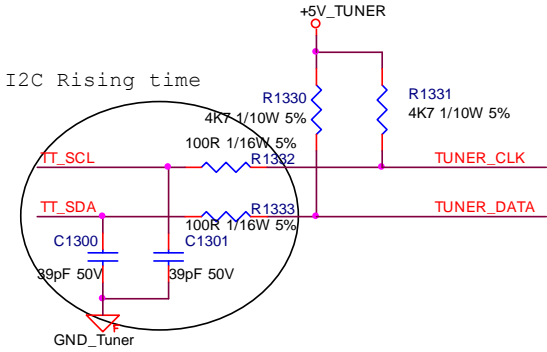 +5V_TUNER
I2C Rising time
R1330
4K7 1/10W 5%
R1331
4K7 1/10W 5%
100R 1/16W 5%
R1332
TT_SCL
TUNER_CLK
TT_SDA
R1333
TUNER_DATA
100R 1/16W 5%
C1300
C1301
39pF 50V
39pF 50V
F
GND_Tuner